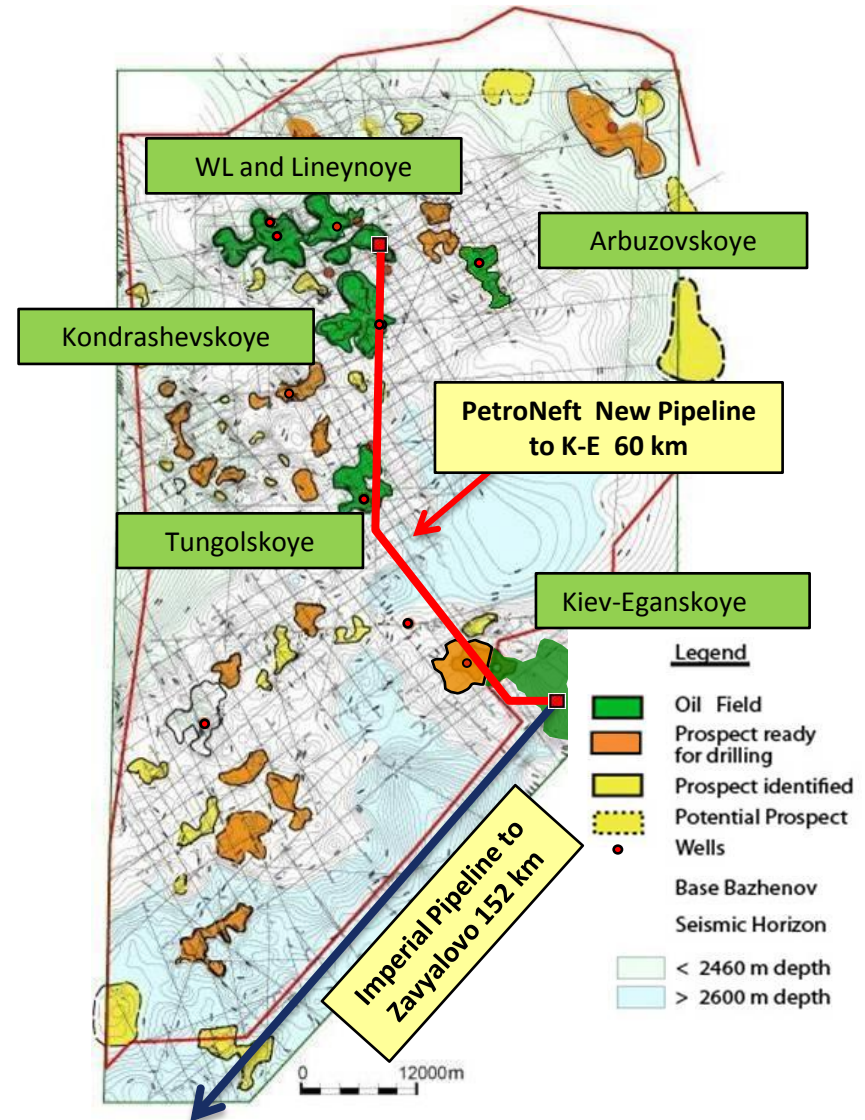 WL and Lineynoye
Arbuzovskoye
Kondrashevskoye
PetroNeft New Pipeline
to K-E 60 km
Tungolskoye
Kiev-Eganskoye
Legend
Oil Field
Prospect ready
for drilling
Prospect identified
Potential Prospect
Wells
Base Bazhenov
Seismic Horizon
< 2460 m depth
> 2600 m depth
Imperial Pipeline to
Zavyalovo 152 km
0 12000m